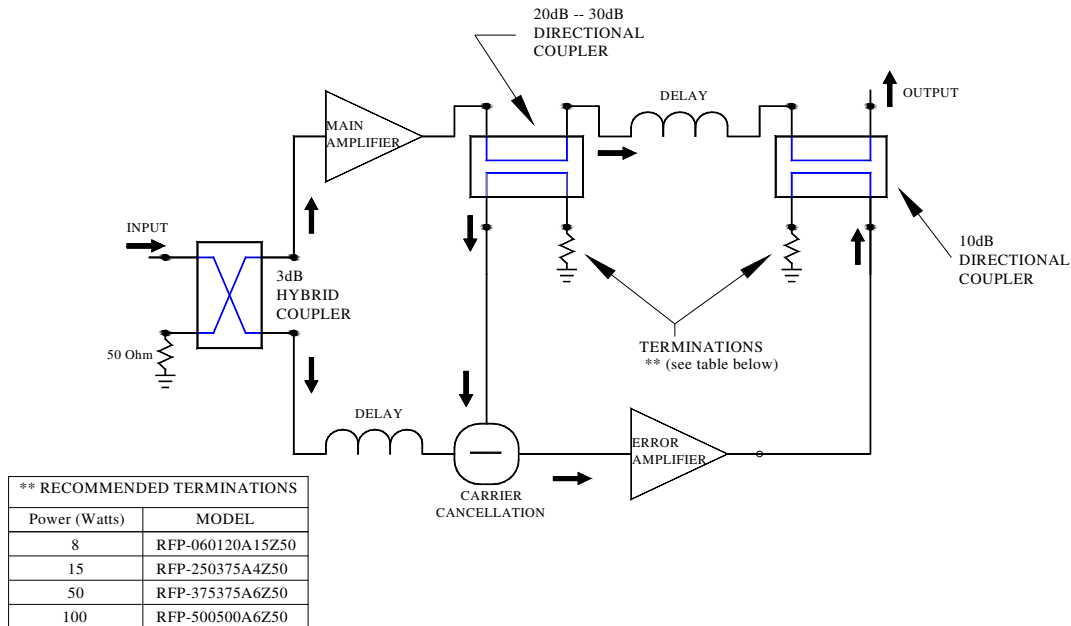 20dB -- 30dB
DIRECTIONAL
COUPLER
DELAY
OUTPUT
MAIN
AMPLIFIER
INPUT
3dB
HYBRID
COUPLER
10dB
DIRECTIONAL
COUPLER
50 Ohm
TERMINATIONS
** (see table below)
DELAY
ERROR
AMPLIFIER
CARRIER
CANCELLATION
** RECOMMENDED TERMINATIONS
Power (Watts) MODEL
8 RFP-060120A15Z50
15 RFP-250375A4Z50
50 RFP-375375A6Z50
100 RFP-500500A6Z50